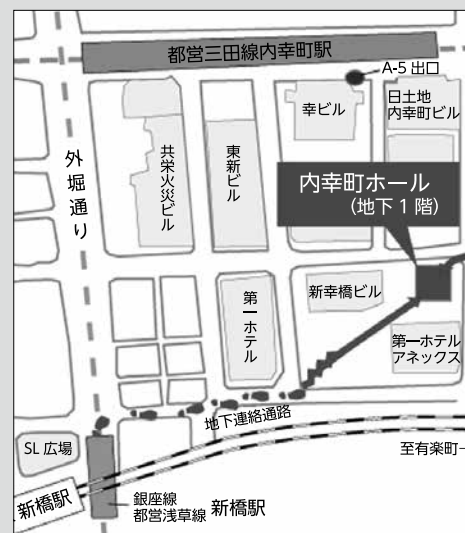 都営三田線内幸町駅
A-5 出口
幸ビル
日土地
内幸町ビル
外堀通り
共栄火災ビル
東新ビル
内幸町ホール
（地下 1 階）
第一ホテル
新幸橋ビル
第一ホテル
アネックス
地下連絡通路
SL 広場
至有楽町
新橋駅
銀座線
都営浅草線 新橋駅